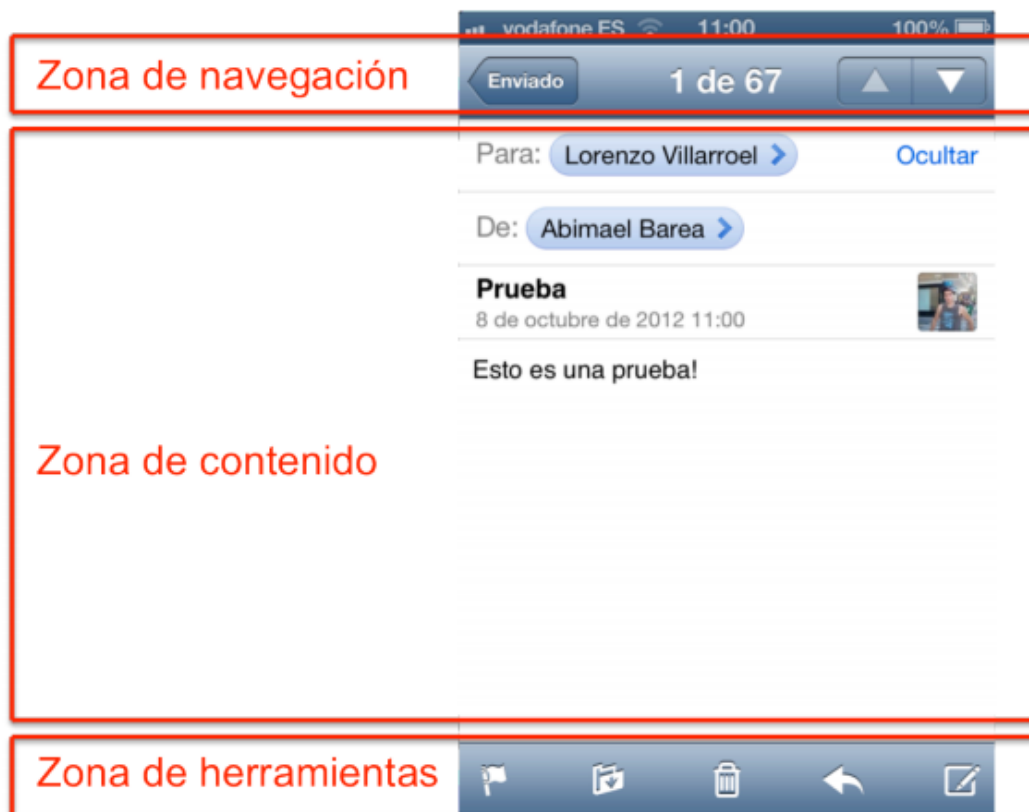 vodafone ES 11:00 100%
Zona de navegación
Enviado 1 de 67
Para: Lorenzo Villarroel Ocultar
De: Abimael Barea
Prueba
8 de octubre de 2012 11:00
Esto es una prueba!
Zona de contenido
Zona de herramientas